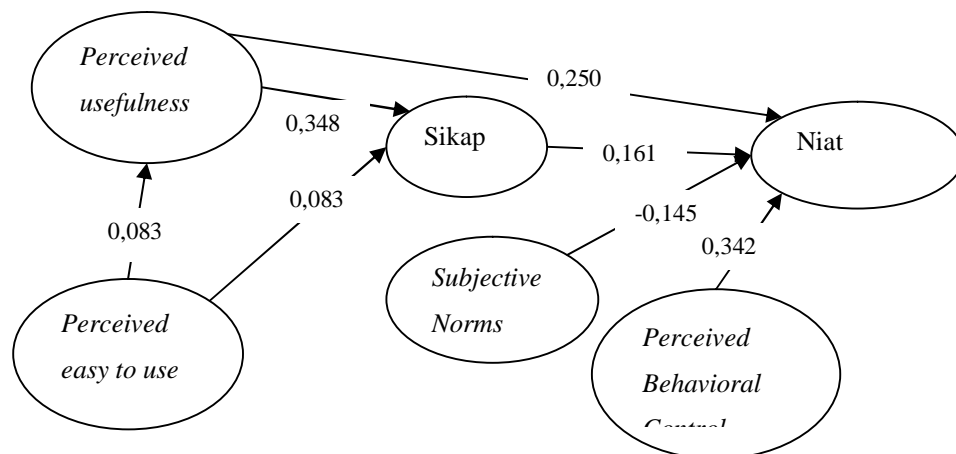 Perceived
usefulness
0,250
0,348
Sikap
0,161
Niat
0,083
0,083
-0,145
0,342
Subjective
Norms
Perceived
easy to use
Perceived
Behavioral
Control